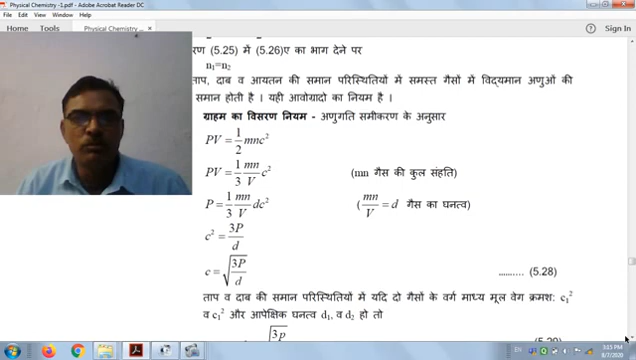 Physical Chemistry -1.pdf - Adobe Acrobat Reader DC
File Edit View Window Help
Home Tools Physical Chemistry - ... × Sign In
रण (5.25) में (5.26)ए का भाग देने पर
n₁=n₂
ताप, दाब व आयतन की समान परिस्थितियों में समस्त गैसों में विद्यमान अणुओं की
समान होती है । यही आवोग्रादो का नियम है ।
ग्राहम का विसरण नियम - अणुगति समीकरण के अनुसार
PV = 1/2 mnc²
PV = 1/3 mn/V c² (mn गैस की कुल संहति)
P = 1/3 mn/V dc² ( mn/V = d गैस का घनत्व)
c² = 3P/d
c = √(3P/d) ......... (5.28)
ताप व दाब की समान परिस्थितियों में यदि दो गैसों के वर्ग माध्य मूल वेग क्रमश: c₁²
व c₁² और आपेक्षिक घनत्व d₁, व d₂ हो तो
3p
EN
3:15 PM
8/7/2020